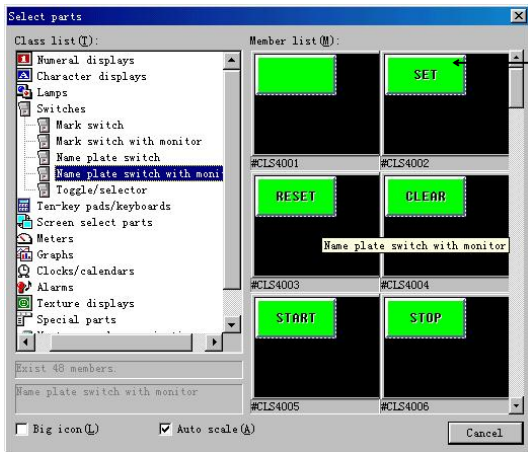 Select parts
Class list(T):
Numeral displays
Character displays
Lamps
Switches
Mark switch
Mark switch with monitor
Name plate switch
Name plate switch with moni
Toggle/selector
Ten-key pads/keyboards
Screen select parts
Meters
Graphs
Clocks/calendars
Alarms
Texture displays
Special parts
Exist 48 members.
Name plate switch with monitor
Big icon(L)
Auto scale(A)
Member list(M):
SET
#CLS4001
#CLS4002
RESET
CLEAR
Name plate switch with monitor
#CLS4003
#CLS4004
START
STOP
#CLS4005
#CLS4006
Cancel